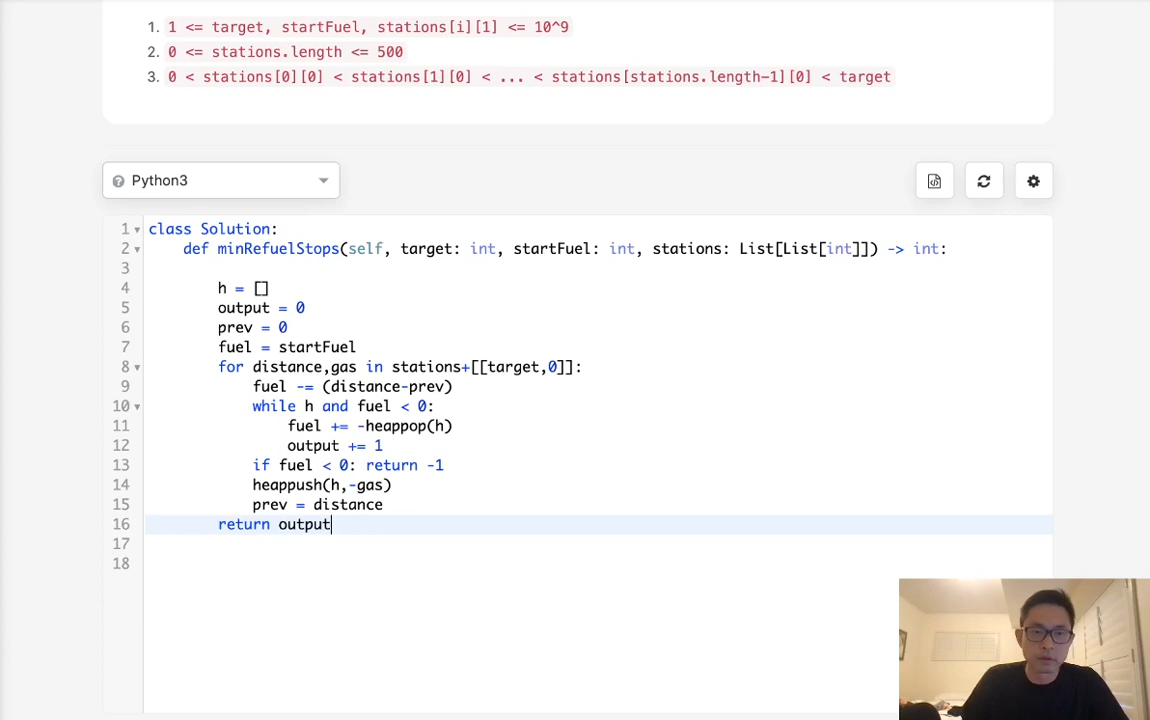 1. 1 <= target, startFuel, stations[i][1] <= 10^9
2. 0 <= stations.length <= 500
3. 0 < stations[0][0] < stations[1][0] < ... < stations[stations.length-1][0] < target
Python3
1 class Solution:
2     def minRefuelStops(self, target: int, startFuel: int, stations: List[List[int]]) -> int:
3
4         h = []
5         output = 0
6         prev = 0
7         fuel = startFuel
8         for distance,gas in stations+[[target,0]]:
9             fuel -= (distance-prev)
10             while h and fuel < 0:
11                 fuel += -heappop(h)
12                 output += 1
13             if fuel < 0: return -1
14             heappush(h,-gas)
15             prev = distance
16         return output
17
18